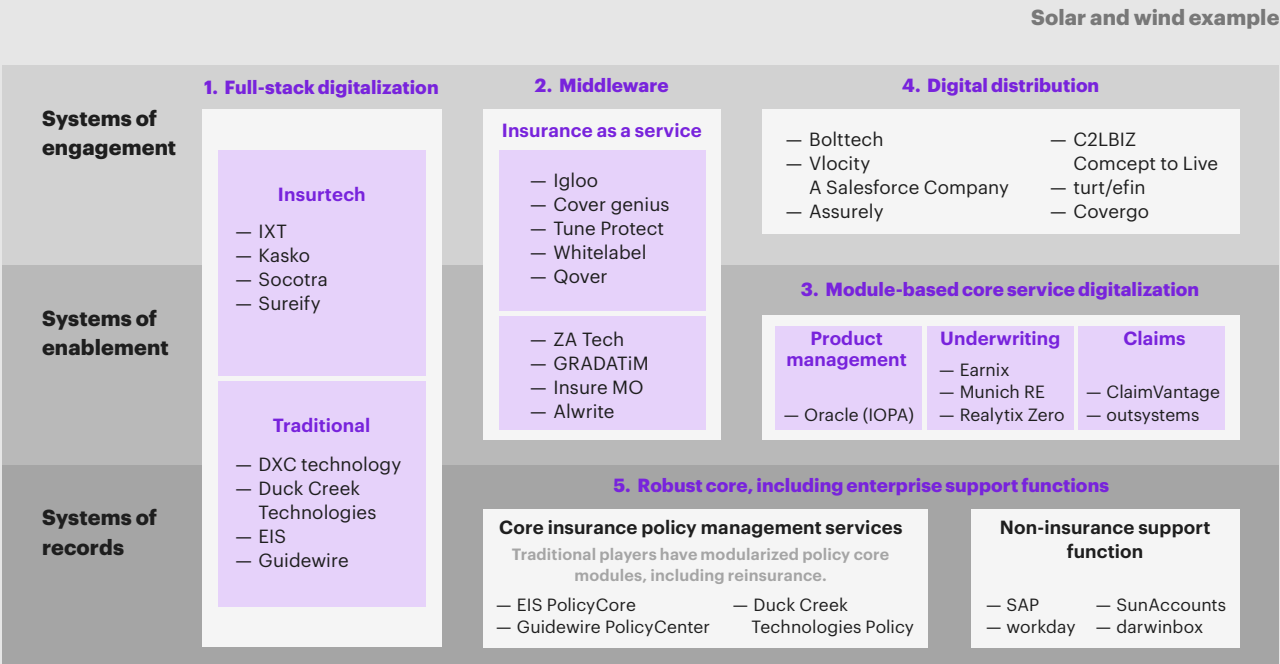 Solar and wind example
Systems of
engagement
1. Full-stack digitalization
Insurtech
— IXT
— Kasko
— Socotra
— Sureify
Traditional
— DXC technology
— Duck Creek
Technologies
— EIS
— Guidewire
2. Middleware
Insurance as a service
— Igloo
— Cover genius
— Tune Protect
— Whitelabel
— Qover
— ZA Tech
— GRADATiM
— Insure MO
— Alwrite
4. Digital distribution
— Bolttech
— Vlocity
A Salesforce Company
— Assurely
— C2LBIZ
Comcept to Live
— turt/efin
— Covergo
Systems of
enablement
3. Module-based core service digitalization
Product
management
— Oracle (IOPA)
Underwriting
— Earnix
— Munich RE
— Realytix Zero
Claims
— ClaimVantage
— outsystems
Systems of
records
5. Robust core, including enterprise support functions
Core insurance policy management services
Traditional players have modularized policy core
modules, including reinsurance.
— EIS PolicyCore
— Guidewire PolicyCenter
— Duck Creek
Technologies Policy
Non-insurance support
function
— SAP
— workday
— SunAccounts
— darwinbox